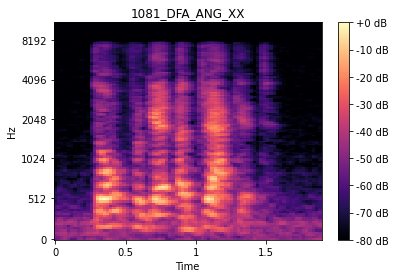 1081_DFA_ANG_XX
Hz
8192
4096
2048
1024
512
0
0
0.5
1
1.5
Time
+0 dB
-10 dB
-20 dB
-30 dB
-40 dB
-50 dB
-60 dB
-70 dB
-80 dB